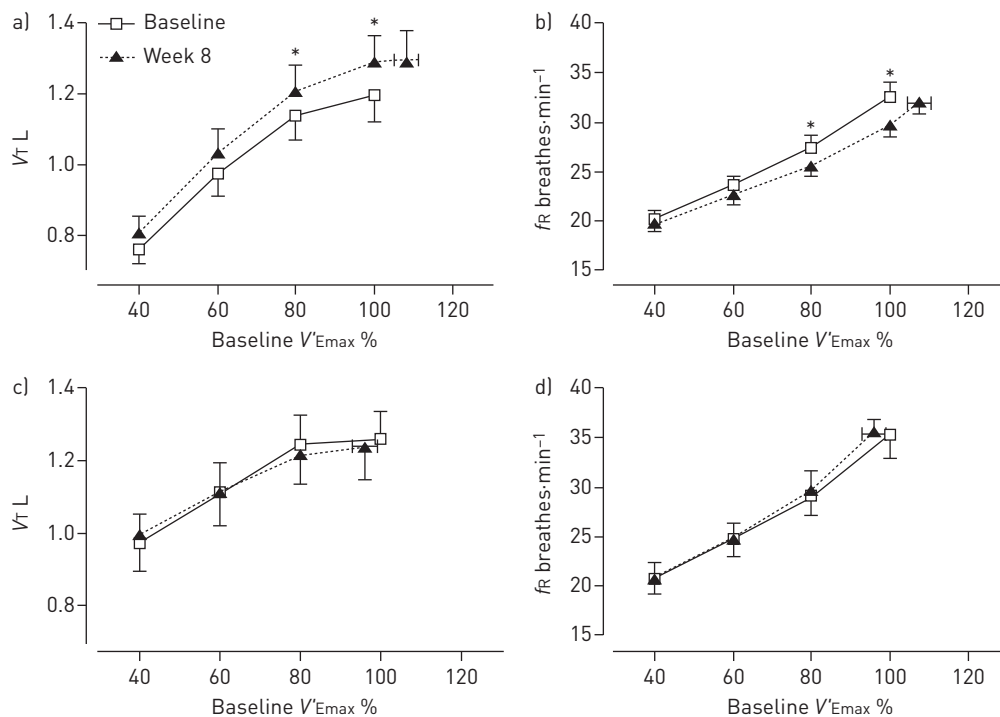 a)
1.4
1.2
1.0
0.8
VT L
Baseline
Week 8
*
*
40 60 80 100 120
Baseline V'Emax %
b)
40
35
30
25
20
15
fR breathes·min⁻¹
*
*
40 60 80 100 120
Baseline V'Emax %
c)
1.4
1.2
1.0
0.8
VT L
40 60 80 100 120
Baseline V'Emax %
d)
40
35
30
25
20
15
fR breathes·min⁻¹
40 60 80 100 120
Baseline V'Emax %